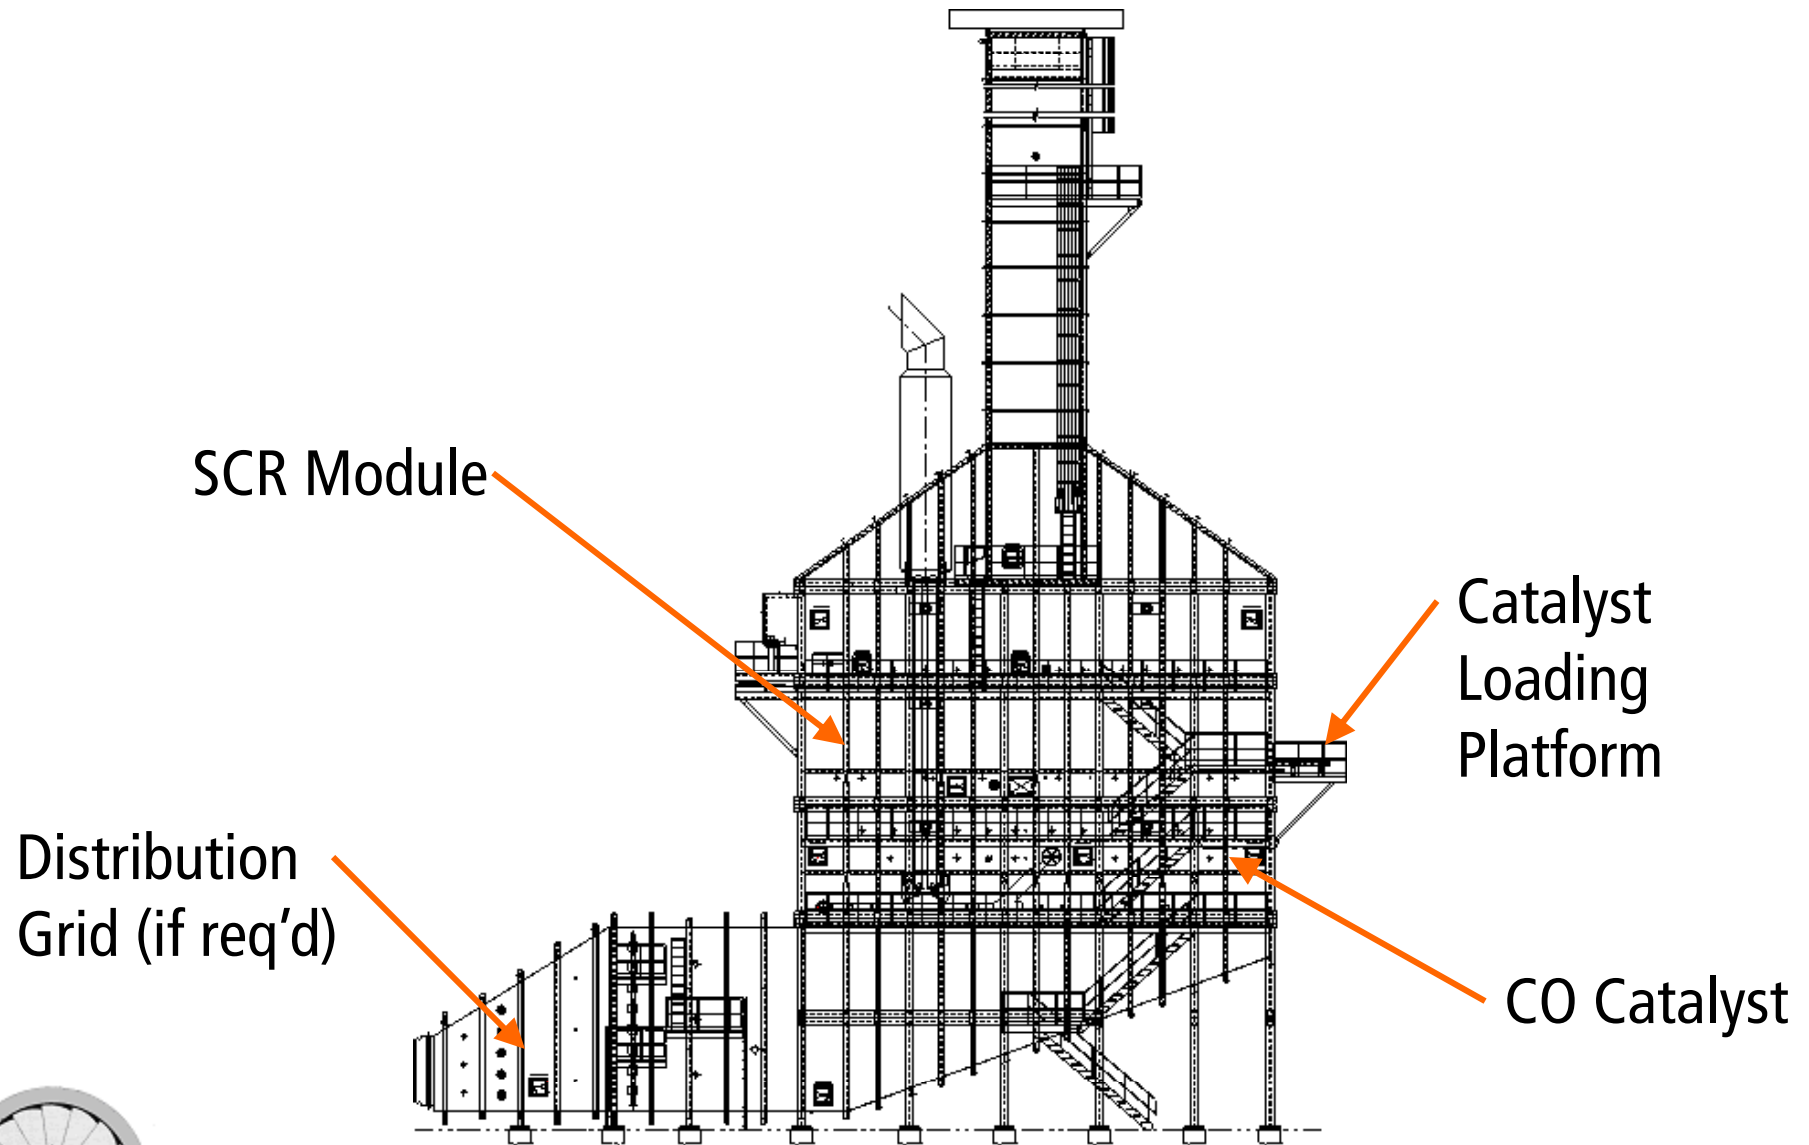 SCR Module
Catalyst
Loading
Platform
Distribution
Grid (if req’d)
CO Catalyst